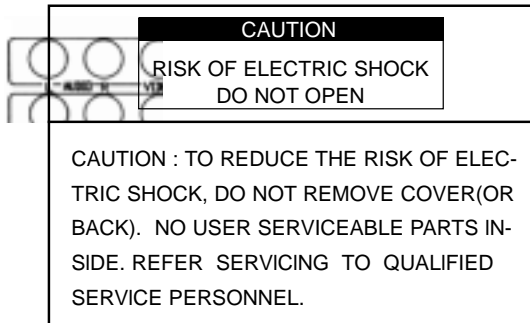 CAUTION
RISK OF ELECTRIC SHOCK
DO NOT OPEN
AUDIO R
CAUTION : TO REDUCE THE RISK OF ELEC-
TRIC SHOCK, DO NOT REMOVE COVER(OR
BACK). NO USER SERVICEABLE PARTS IN-
SIDE. REFER SERVICING TO QUALIFIED
SERVICE PERSONNEL.